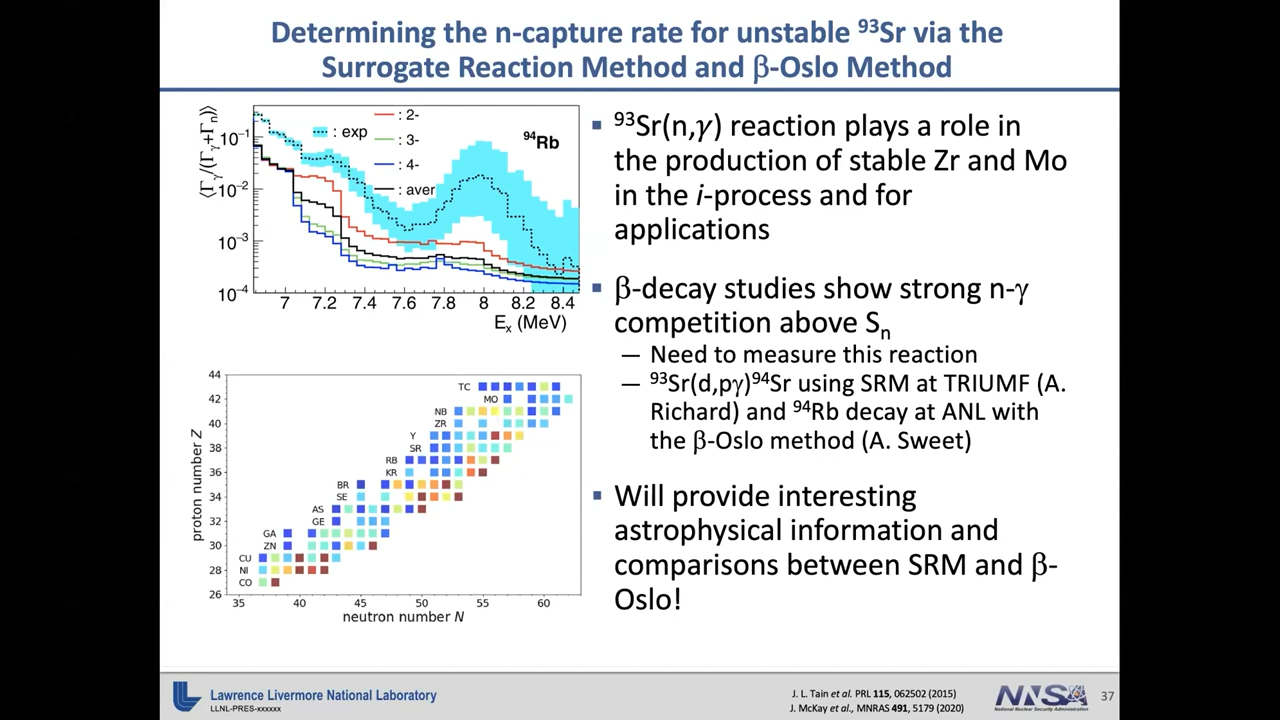 Determining the n-capture rate for unstable ⁹³Sr via the
Surrogate Reaction Method and β-Oslo Method
⟨Γγ/(Γγ+Γn)⟩
10⁻¹
10⁻²
10⁻³
10⁻⁴
: exp
: 2-
: 3-
: 4-
: aver
⁹⁴Rb
7 7.2 7.4 7.6 7.8 8 8.2 8.4
Eₓ (MeV)
▪ ⁹³Sr(n,γ) reaction plays a role in
the production of stable Zr and Mo
in the i-process and for
applications
▪ β-decay studies show strong n-γ
competition above Sₙ
— Need to measure this reaction
— ⁹³Sr(d,pγ)⁹⁴Sr using SRM at TRIUMF (A.
Richard) and ⁹⁴Rb decay at ANL with
the β-Oslo method (A. Sweet)
▪ Will provide interesting
astrophysical information and
comparisons between SRM and β-
Oslo!
proton number Z
44
42
40
38
36
34
32
30
28
26
TC
MO
NB
ZR
Y
SR
RB
KR
BR
SE
AS
GE
GA
ZN
CU
NI
CO
35 40 45 50 55 60
neutron number N
Lawrence Livermore National Laboratory
LLNL-PRES-xxxxxx
J. L. Tain et al. PRL 115, 062502 (2015)
J. McKay et al., MNRAS 491, 5179 (2020)
NNSA
National Nuclear Security Administration
37